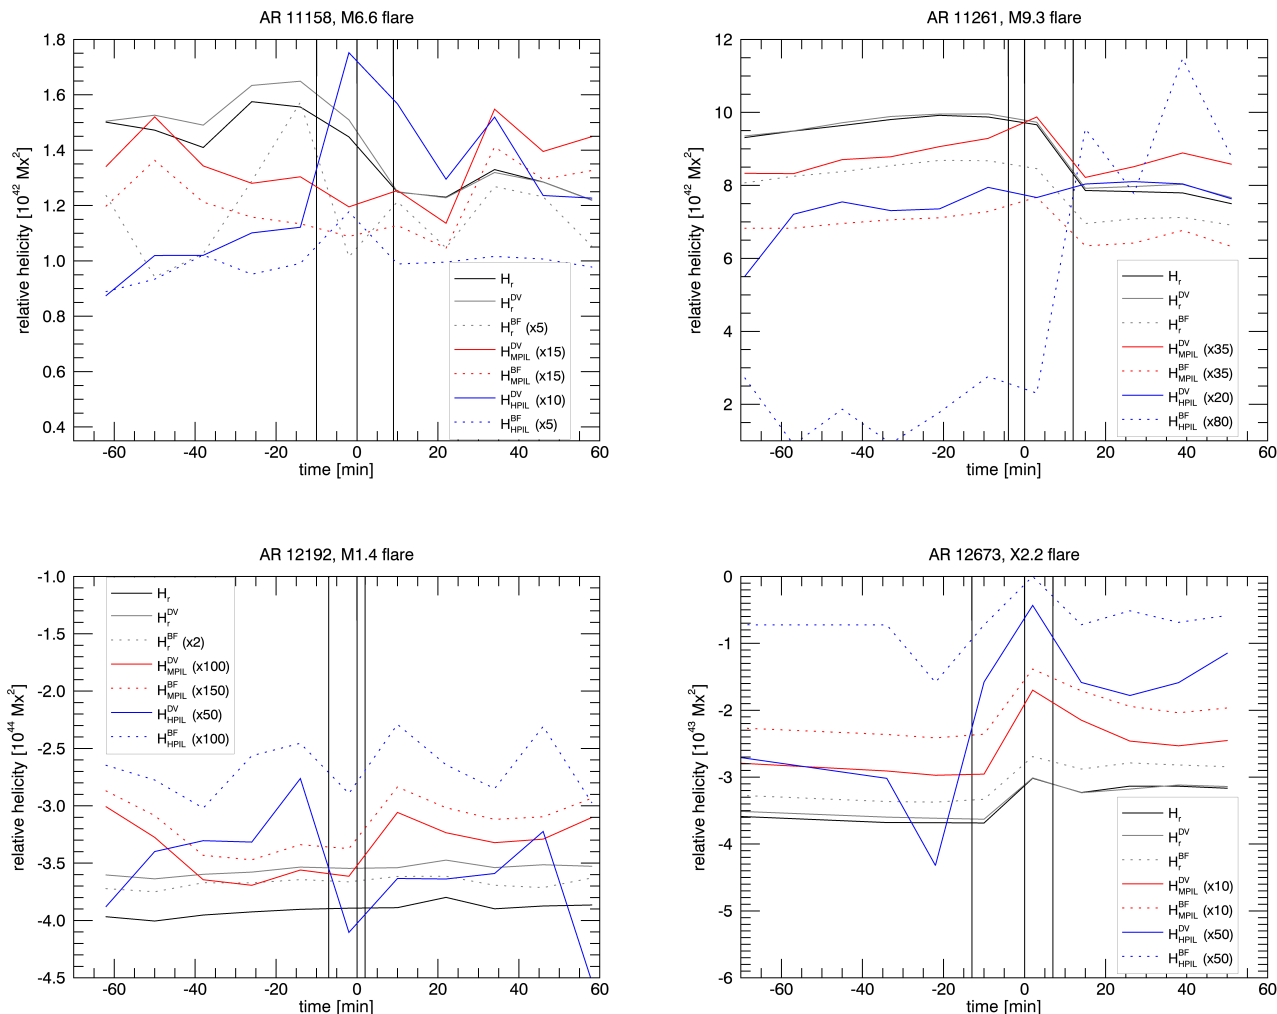 AR 11158, M6.6 flare
relative helicity [10^42 Mx^2]
1.8
1.6
1.4
1.2
1.0
0.8
0.6
0.4
H_r
H_r^DV
H_r^BF (x5)
H_MPIL^DV (x15)
H_MPIL^BF (x15)
H_HPIL^DV (x10)
H_HPIL^BF (x5)
-60 -40 -20 0 20 40 60
time [min]
AR 11261, M9.3 flare
relative helicity [10^42 Mx^2]
12
10
8
6
4
2
H_r
H_r^DV
H_r^BF
H_MPIL^DV (x35)
H_MPIL^BF (x35)
H_HPIL^DV (x20)
H_HPIL^BF (x80)
-60 -40 -20 0 20 40 60
time [min]
AR 12192, M1.4 flare
relative helicity [10^44 Mx^2]
-1.0
-1.5
-2.0
-2.5
-3.0
-3.5
-4.0
-4.5
H_r
H_r^DV
H_r^BF (x2)
H_MPIL^DV (x100)
H_MPIL^BF (x150)
H_HPIL^DV (x50)
H_HPIL^BF (x100)
-60 -40 -20 0 20 40 60
time [min]
AR 12673, X2.2 flare
relative helicity [10^43 Mx^2]
0
-1
-2
-3
-4
-5
-6
H_r
H_r^DV
H_r^BF
H_MPIL^DV (x10)
H_MPIL^BF (x10)
H_HPIL^DV (x50)
H_HPIL^BF (x50)
-60 -40 -20 0 20 40 60
time [min]